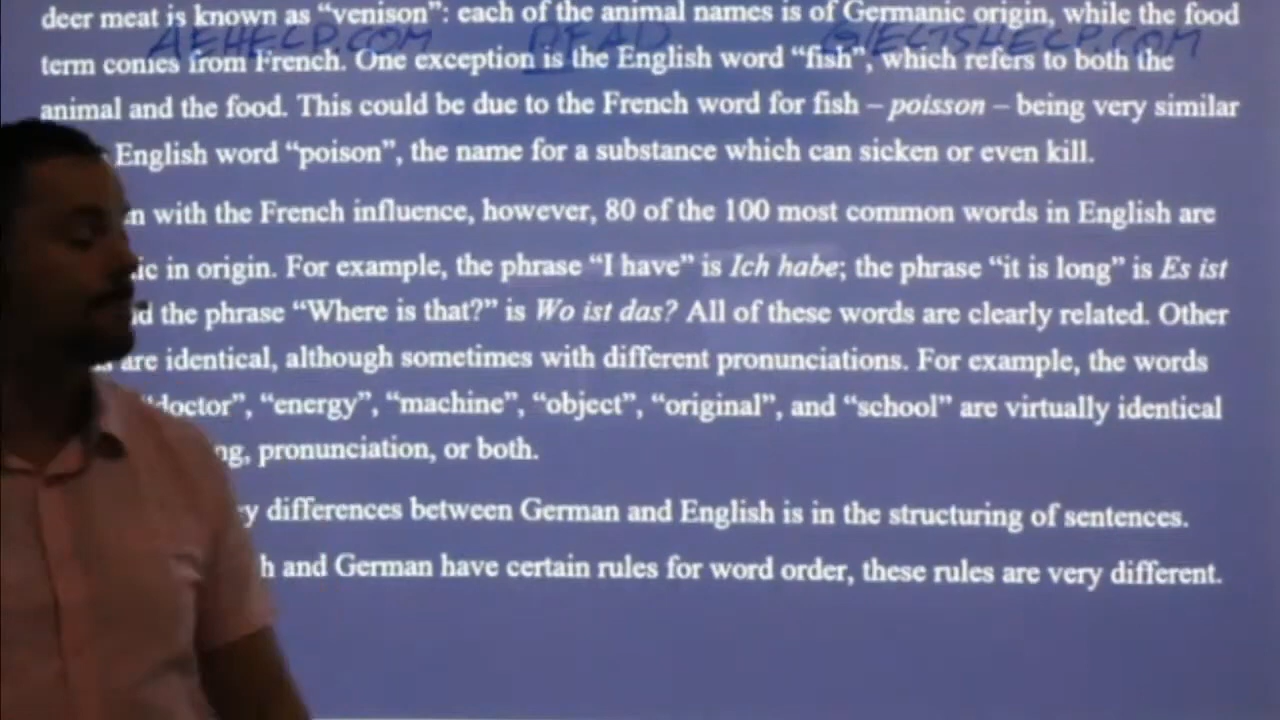 deer meat is known as “venison”: each of the animal names is of Germanic origin, while the food
AEHELP.COM READ GIELTSHELP.COM
term comes from French. One exception is the English word “fish”, which refers to both the
animal and the food. This could be due to the French word for fish – poisson – being very similar
English word “poison”, the name for a substance which can sicken or even kill.
n with the French influence, however, 80 of the 100 most common words in English are
ic in origin. For example, the phrase “I have” is Ich habe; the phrase “it is long” is Es ist
d the phrase “Where is that?” is Wo ist das? All of these words are clearly related. Other
are identical, although sometimes with different pronunciations. For example, the words
“doctor”, “energy”, “machine”, “object”, “original”, and “school” are virtually identical
ng, pronunciation, or both.
y differences between German and English is in the structuring of sentences.
h and German have certain rules for word order, these rules are very different.